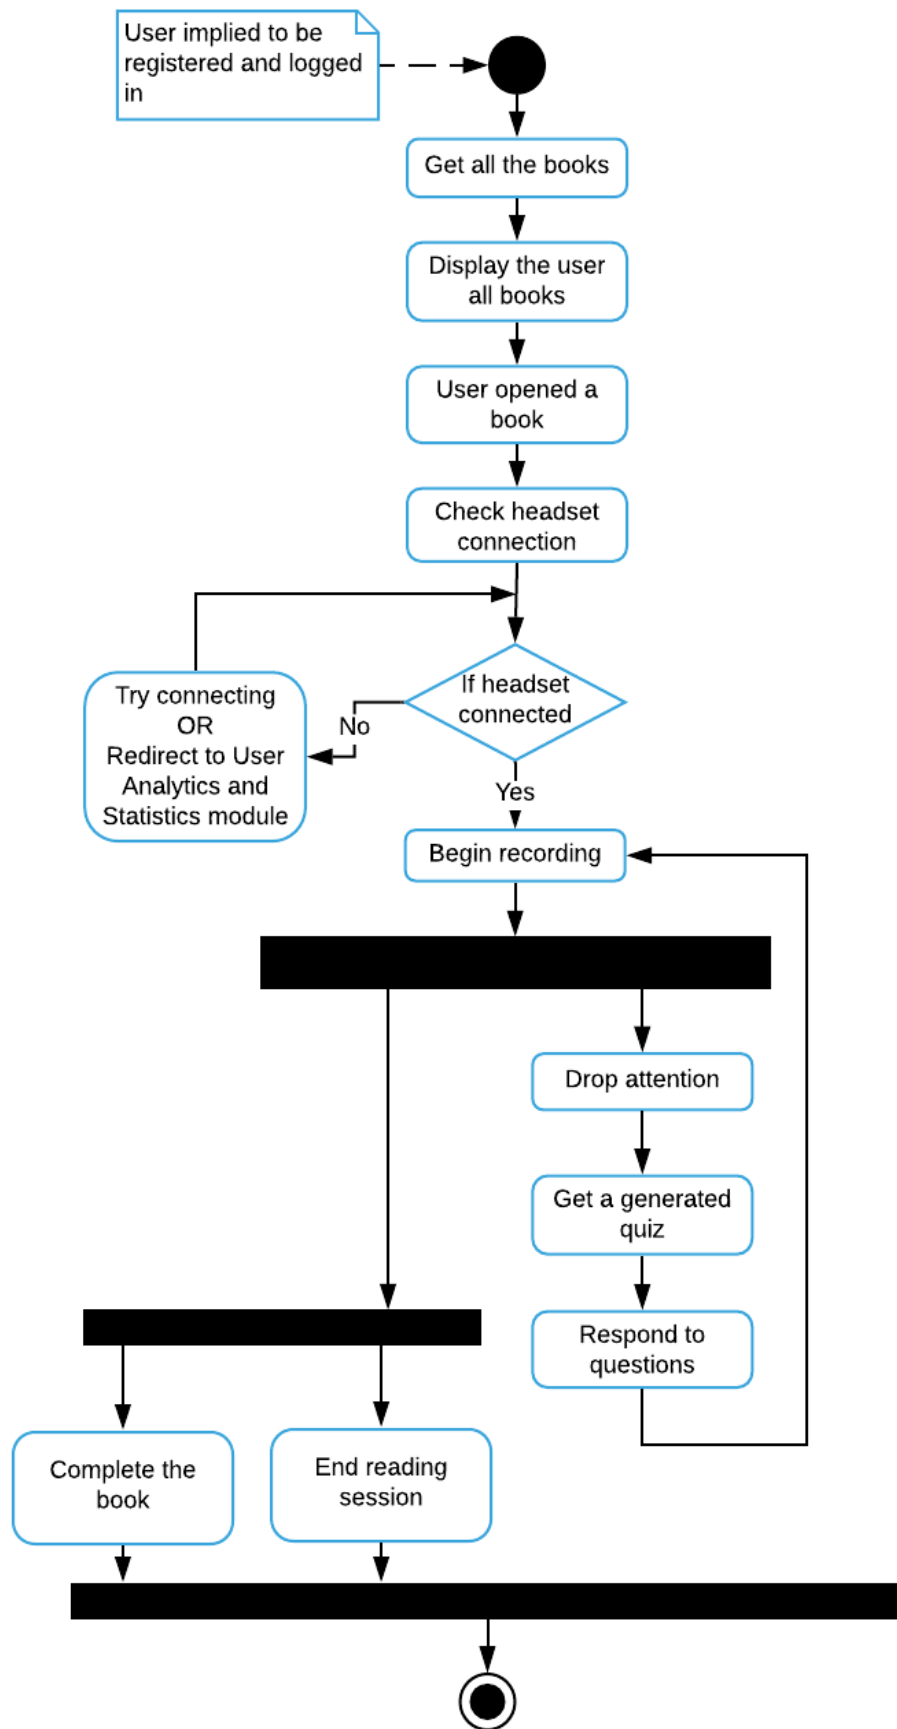 User implied to be
registered and logged
in
Get all the books
Display the user
all books
User opened a
book
Check headset
connection
If headset
connected
No
Try connecting
OR
Redirect to User
Analytics and
Statistics module
Yes
Begin recording
Drop attention
Get a generated
quiz
Respond to
questions
Complete the
book
End reading
session